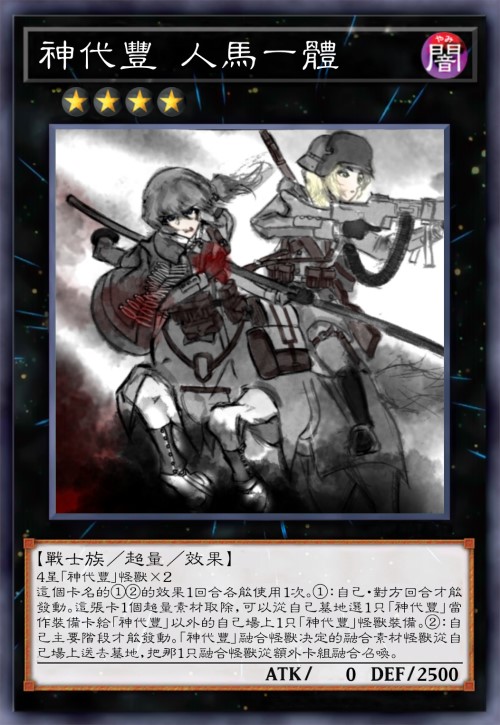 神代豐 人馬一體
やみ
闇
【戰士族／超量／效果】
4星「神代豐」怪獸×2
這個卡名的①②的效果1回合各能使用1次。①：自己・對方回合才能
發動。這張卡1個超量素材取除，可以從自己墓地選1只「神代豐」當
作裝備卡給「神代豐」以外的自己場上1只「神代豐」怪獸裝備。②：自
己主要階段才能發動。「神代豐」融合怪獸決定的融合素材怪獸從自
己場上送去墓地，把那1只融合怪獸從額外卡組融合召喚。
ATK/ 0 DEF/2500